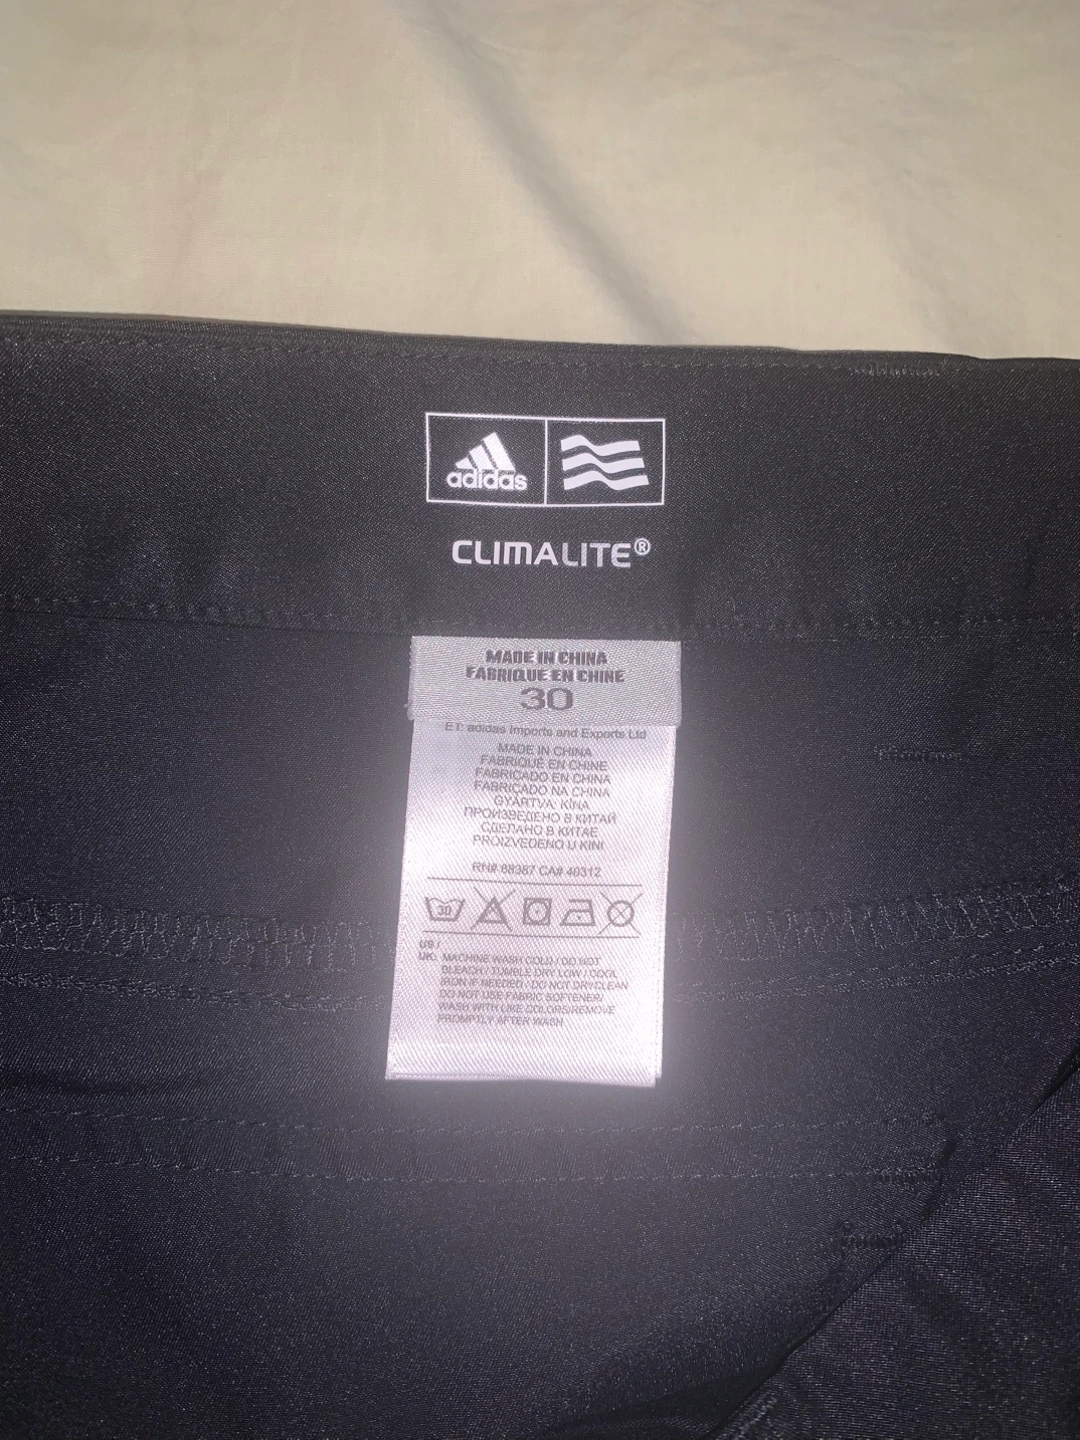 adidas
CLIMALITE®
MADE IN CHINA
FABRIQUE EN CHINE
30
ET: adidas Imports and Exports Ltd
MADE IN CHINA
FABRIQUÉ EN CHINE
FABRICADO EN CHINA
FABRICADO NA CHINA
GYÁRTVA: KÍNA
ПРОИЗВЕДЕНО В КИТАЙ
СДЕЛАНО В КИТАЕ
PROIZVEDENO U KINI
RN# 88387 CA# 40312
30
US /
UK: MACHINE WASH COLD / DO NOT
BLEACH / TUMBLE DRY LOW / COOL
IRON IF NEEDED / DO NOT DRYCLEAN
DO NOT USE FABRIC SOFTENER/
WASH WITH LIKE COLORS/REMOVE
PROMPTLY AFTER WASH